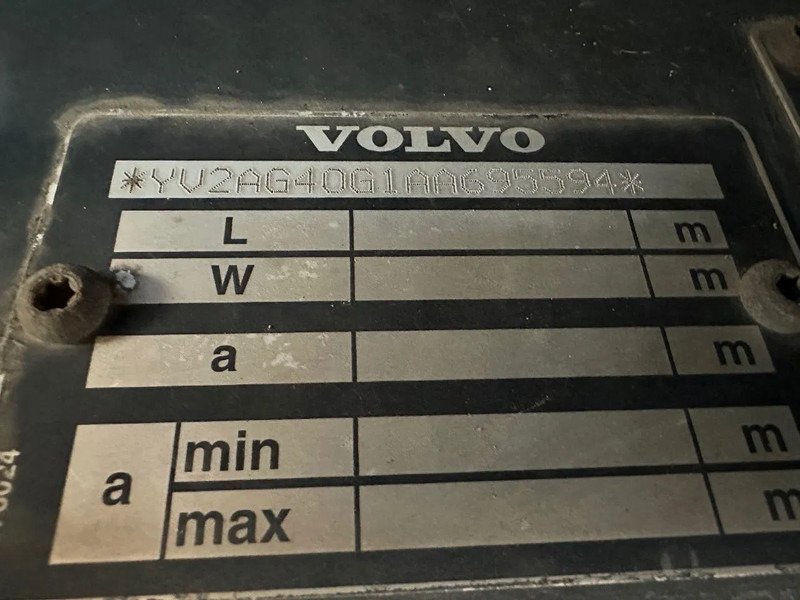 VOLVO
*YV2AG40G1AA695594*
L m
W m
a m
a min m
max m